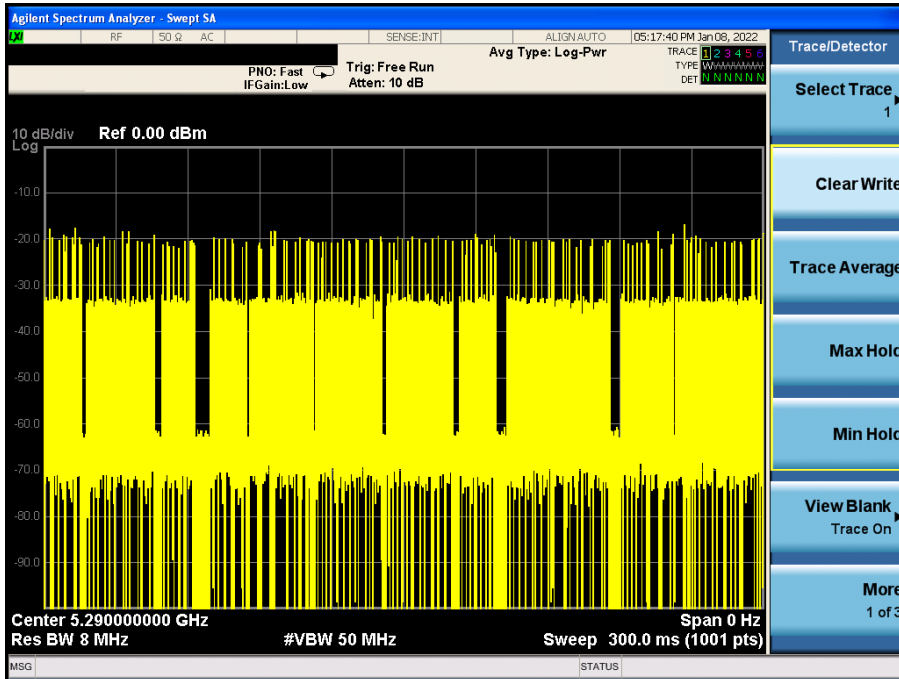 Agilent Spectrum Analyzer - Swept SA
LXI RF 50 Ω AC SENSE:INT ALIGN AUTO 05:17:40 PM Jan 08, 2022
Avg Type: Log-Pwr
TRACE 1 2 3 4 5 6
TYPE
DET N N N N N N
PNO: Fast
IFGain:Low
Trig: Free Run
Atten: 10 dB
10 dB/div Ref 0.00 dBm
Log
-10.0
-20.0
-30.0
-40.0
-50.0
-60.0
-70.0
-80.0
-90.0
Center 5.290000000 GHz Span 0 Hz
Res BW 8 MHz #VBW 50 MHz Sweep 300.0 ms (1001 pts)
MSG STATUS
Trace/Detector
Select Trace
1
Clear Write
Trace Average
Max Hold
Min Hold
View Blank
Trace On
More
1 of 3